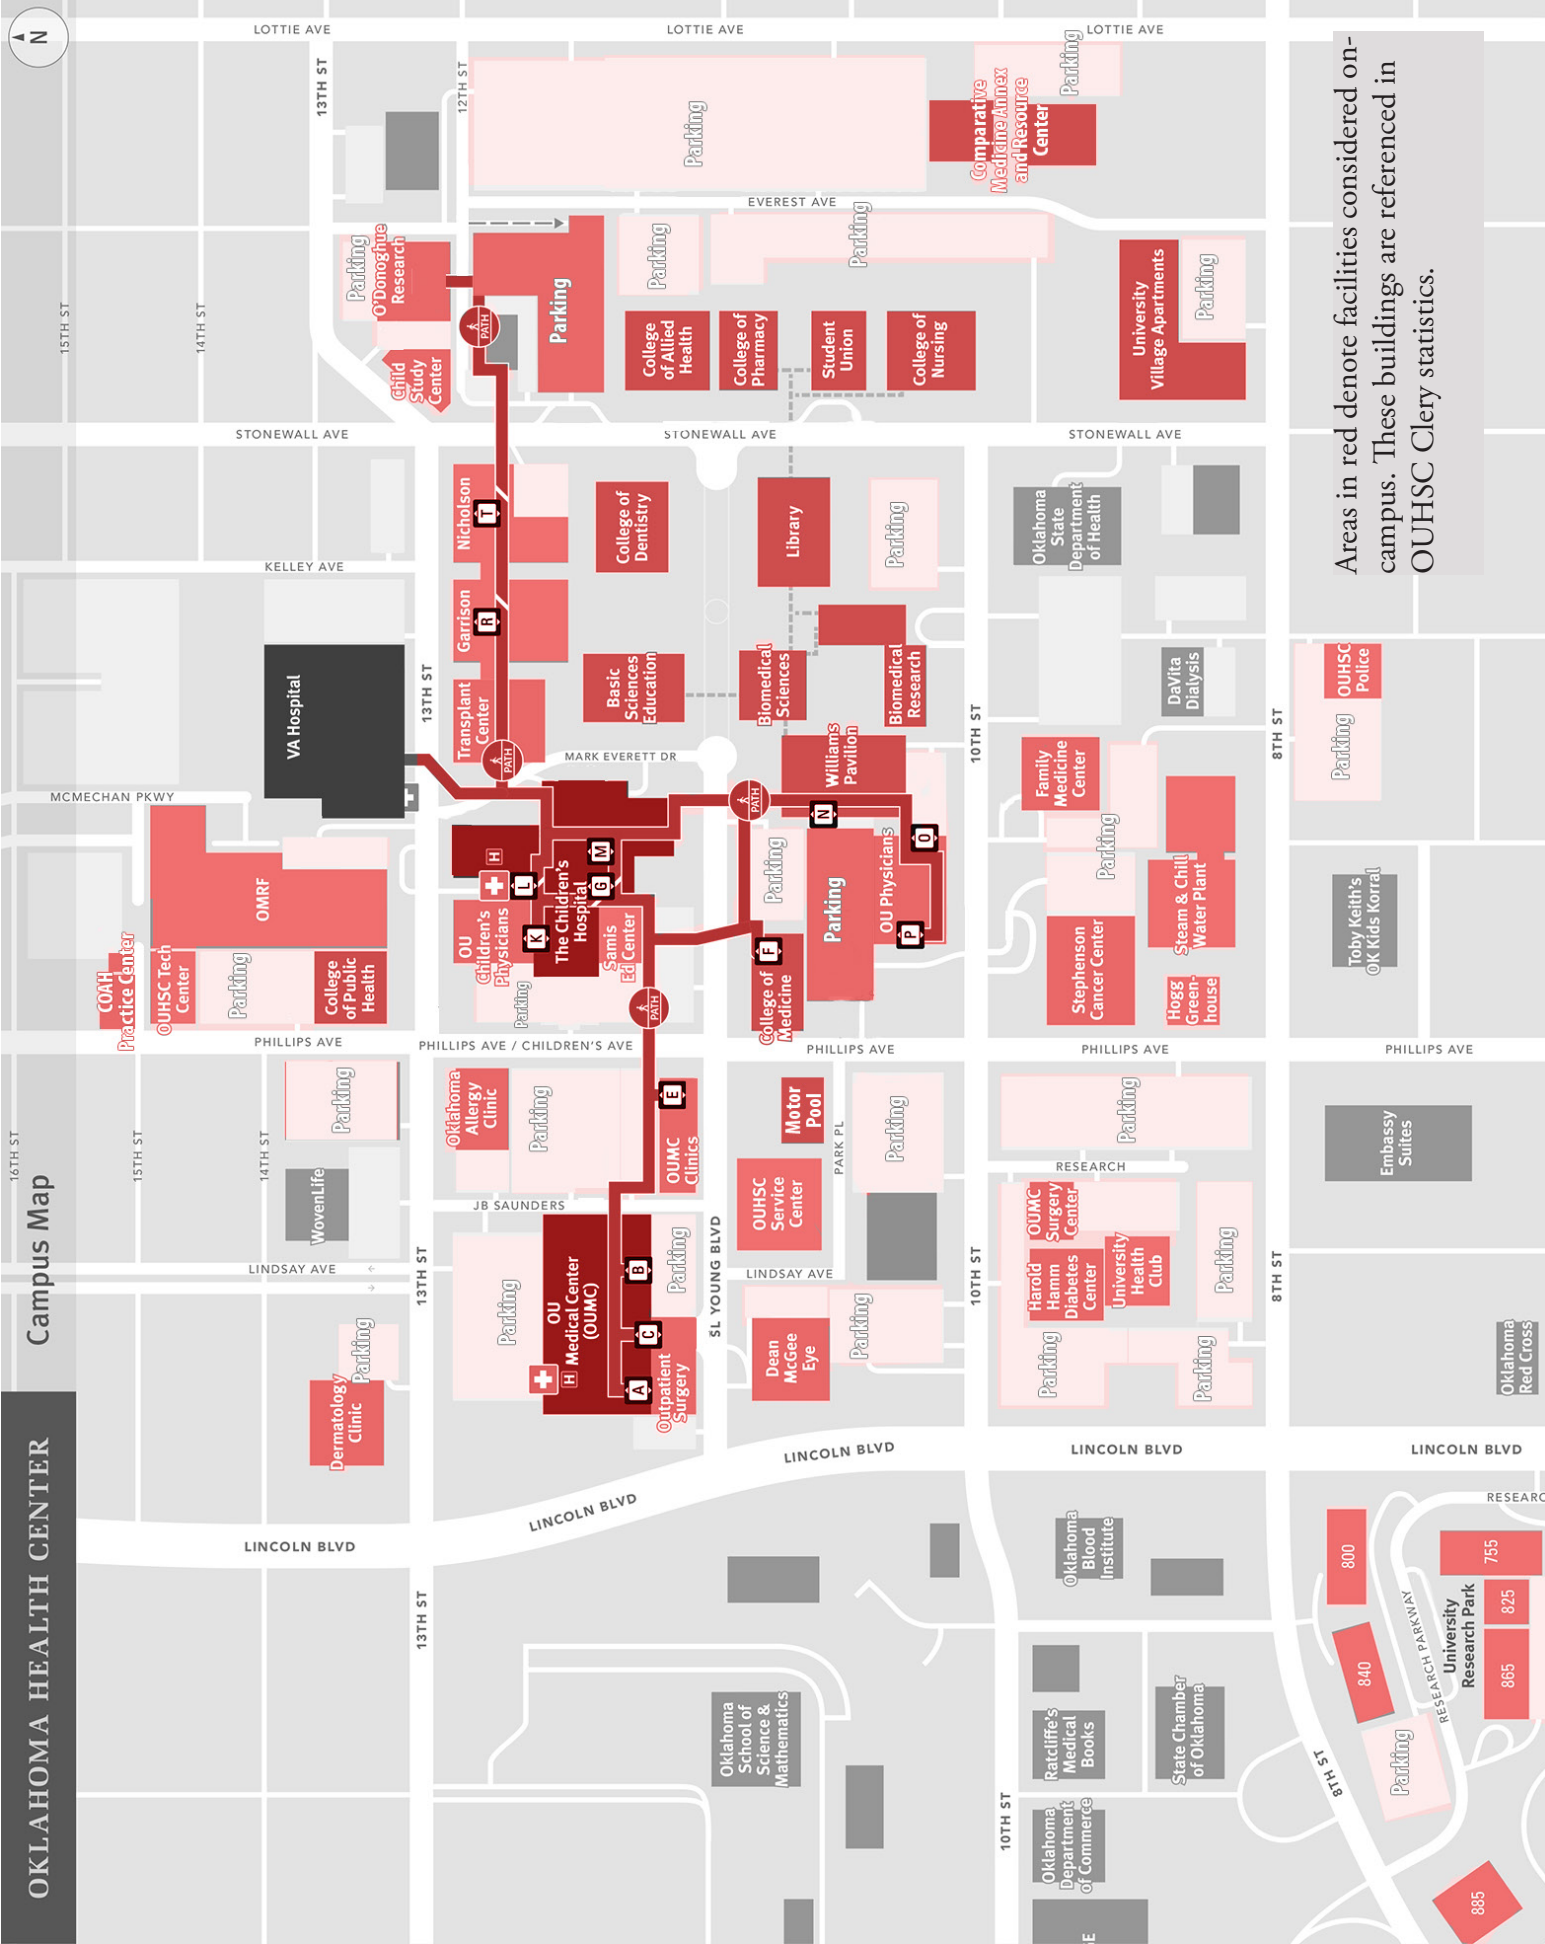 OKLAHOMA HEALTH CENTER
Campus Map
N
16TH ST
15TH ST
15TH ST
14TH ST
14TH ST
MCMECHAN PKWY
COAH
Practice Center
OUHSC Tech
Center
Parking
College
of Public
Health
OMRF
VA Hospital
KELLEY AVE
STONEWALL AVE
LOTTIE AVE
LINCOLN BLVD
LINDSAY AVE
PHILLIPS AVE
WovenLife
Parking
Dermatology
Clinic
Parking
13TH ST
13TH ST
13TH ST
13TH ST
12TH ST
Parking
O'Donoghue
Research
Child
Study
Center
PATH
Parking
Parking
OU
Medical Center
(OUMC)
H
A
B
C
Outpatient
Surgery
Parking
JB SAUNDERS
Oklahoma
Allergy
Clinic
Parking
E
OUMC
Clinics
PHILLIPS AVE / CHILDREN'S AVE
PATH
OU
Children's
Physicians
Parking
H
K
L
The Children's
Hospital
M
G
Samis
Ed Center
PATH
MARK EVERETT DR
Transplant
Center
Garrison
R
Nicholson
T
Basic
Sciences
Education
College of
Dentistry
Parking
Parking
EVEREST AVE
College
of Allied
Health
College of
Pharmacy
Student
Union
College of
Nursing
Parking
LOTTIE AVE
STONEWALL AVE
LINCOLN BLVD
SL YOUNG BLVD
LINDSAY AVE
Dean
McGee
Eye
Parking
OUHSC
Service
Center
Motor
Pool
PARK PL
Parking
PHILLIPS AVE
College of
Medicine
F
Parking
PATH
Parking
N
OU Physicians
O
P
Williams
Pavilion
Biomedical
Sciences
Biomedical
Research
Library
Parking
Comparative
Medicine Annex
and Resource
Center
Parking
LOTTIE AVE
LINCOLN BLVD
Oklahoma
School of
Science &
Mathematics
10TH ST
10TH ST
10TH ST
Oklahoma
Department
of Commerce
Ratcliffe's
Medical
Books
State Chamber
of Oklahoma
Oklahoma
Blood
Institute
LINCOLN BLVD
Parking
Parking
Harold
Hamm
Diabetes
Center
OUMC
Surgery
Center
University
Health
Club
Parking
RESEARCH
Parking
PHILLIPS AVE
Stephenson
Cancer Center
Hogg
Green-
house
Steam & Chill
Water Plant
Parking
Family
Medicine
Center
DaVita
Dialysis
Oklahoma
State
Department
of Health
STONEWALL AVE
University
Village Apartments
Parking
8TH ST
8TH ST
8TH ST
885
Parking
840
800
RESEARCH PARKWAY
University
Research Park
865
825
755
RESEARC
LINCOLN BLVD
Oklahoma
Red Cross
Embassy
Suites
PHILLIPS AVE
Toby Keith's
OK Kids Korral
Parking
OUHSC
Police
Areas in red denote facilities considered on-
campus. These buildings are referenced in
OUHSC Clery statistics.